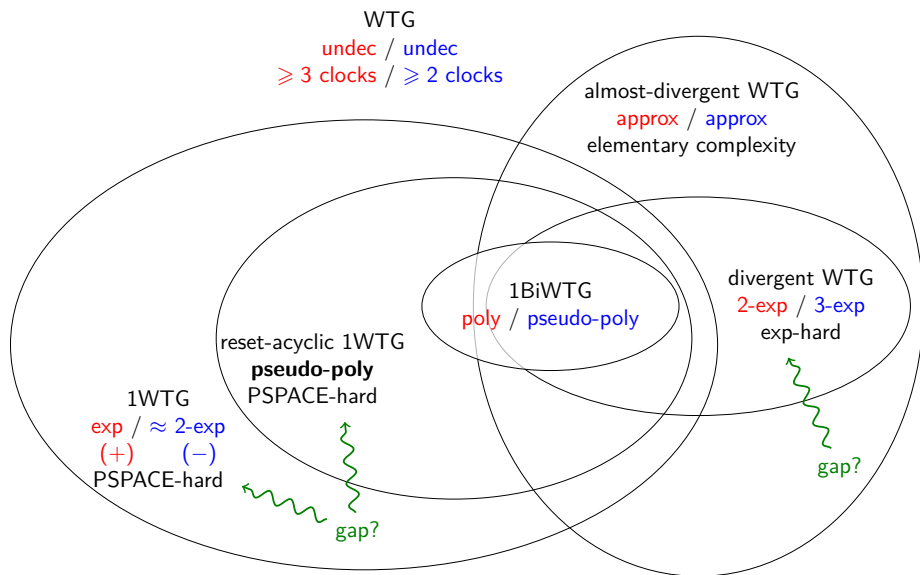 WTG
undec / undec
⩾ 3 clocks / ⩾ 2 clocks
almost-divergent WTG
approx / approx
elementary complexity
divergent WTG
2-exp / 3-exp
exp-hard
1BiWTG
poly / pseudo-poly
reset-acyclic 1WTG
pseudo-poly
PSPACE-hard
1WTG
exp / ≈ 2-exp
(+) (−)
PSPACE-hard
gap?
gap?